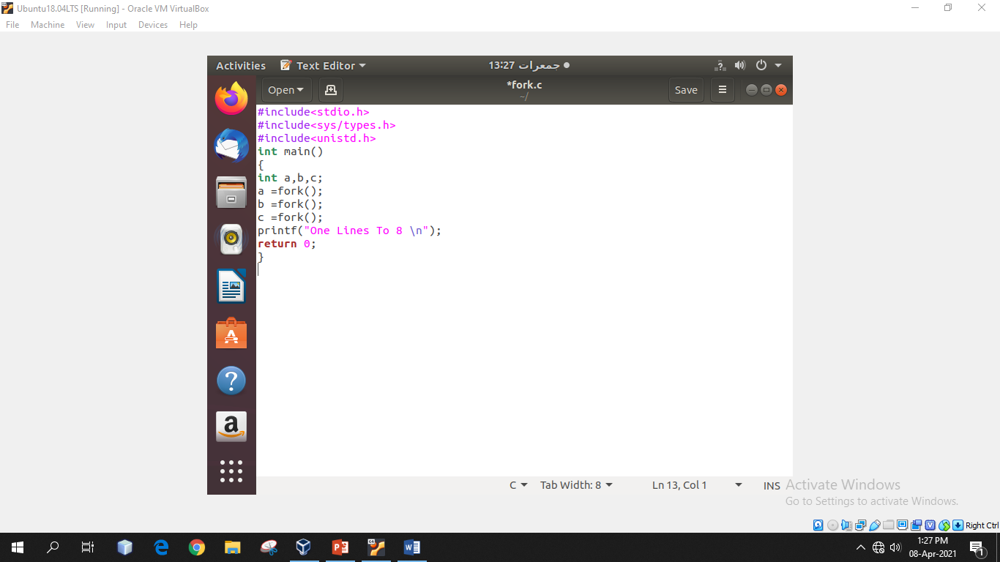 Ubuntu18.04LTS [Running] - Oracle VM VirtualBox
File Machine View Input Devices Help
Activities Text Editor جمعرات 13:27
Open *fork.c Save
~/
#include<stdio.h>
#include<sys/types.h>
#include<unistd.h>
int main()
{
int a,b,c;
a =fork();
b =fork();
c =fork();
printf("One Lines To 8 \n");
return 0;
}
C Tab Width: 8 Ln 13, Col 1 INS
Activate Windows
Go to Settings to activate Windows.
Right Ctrl
1:27 PM
08-Apr-2021
1